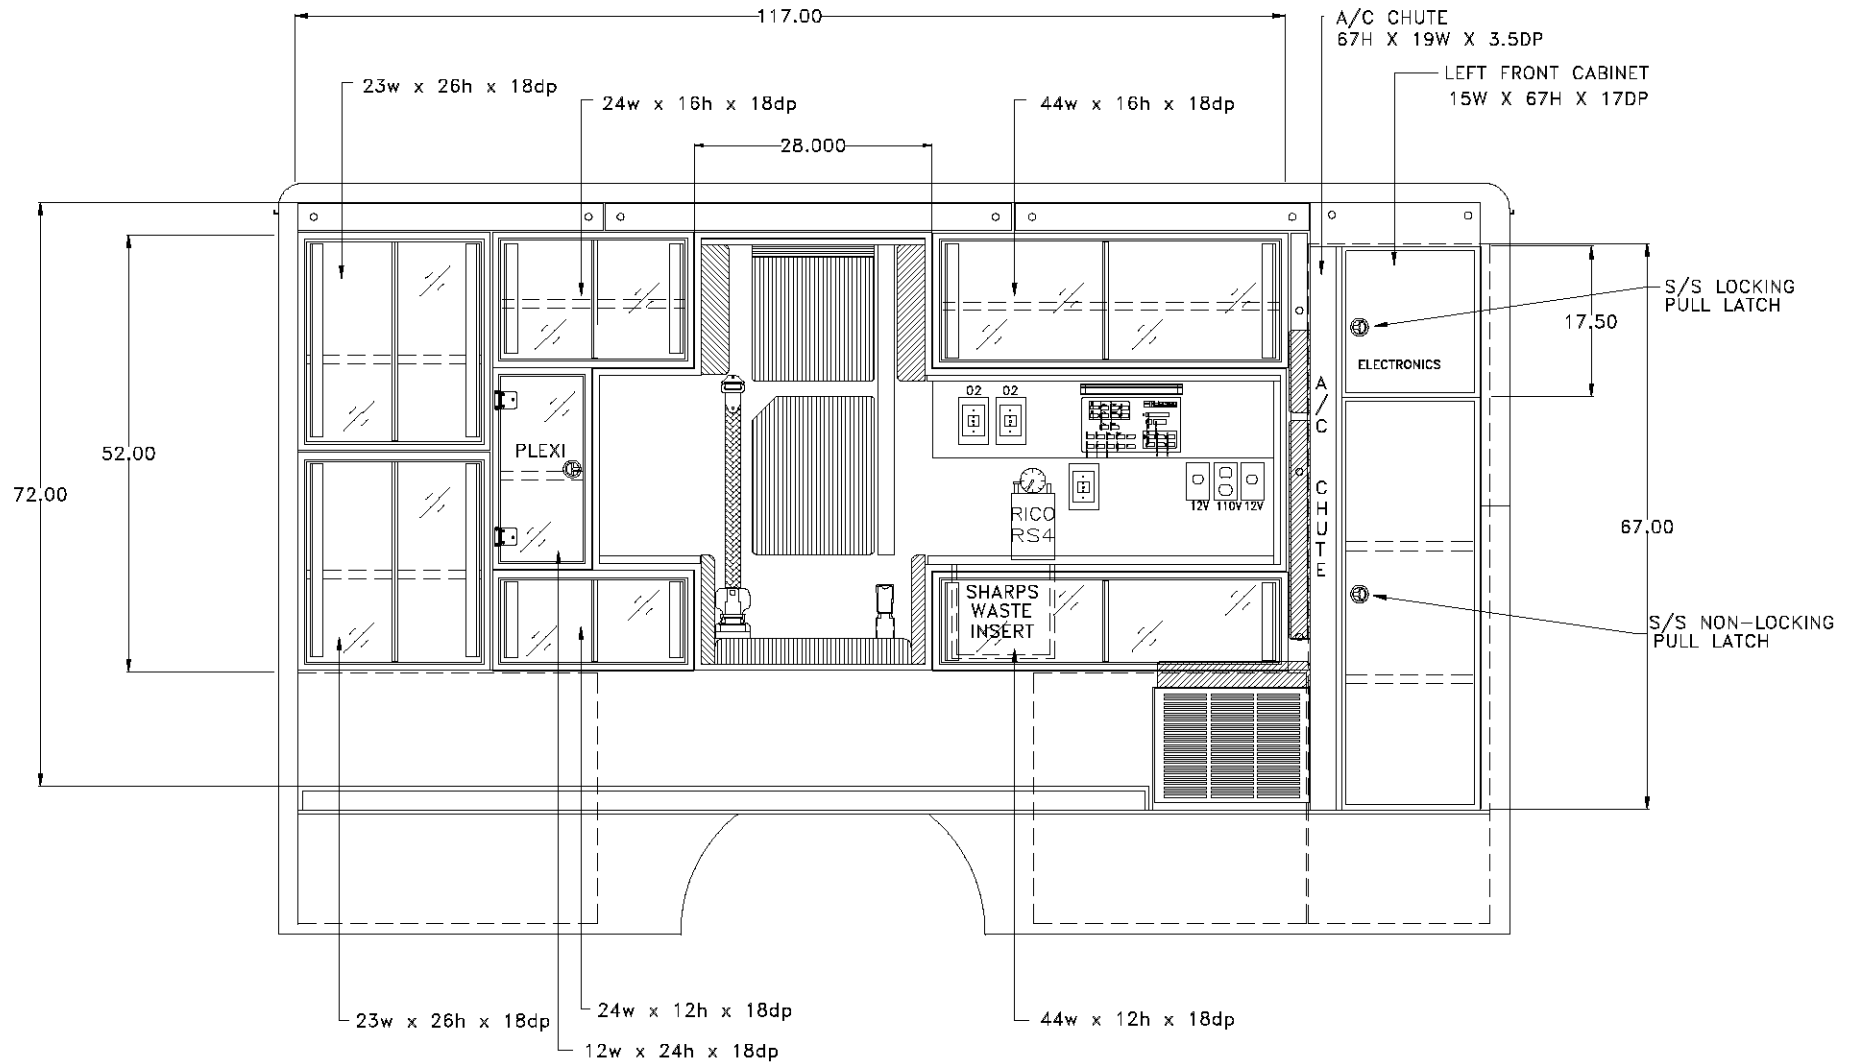 117.00
A/C CHUTE
67H X 19W X 3.5DP
LEFT FRONT CABINET
15W X 67H X 17DP
23w x 26h x 18dp
24w x 16h x 18dp
44w x 16h x 18dp
28.000
S/S LOCKING
PULL LATCH
17.50
ELECTRONICS
A/C CHUTE
O2
O2
PLEXI
52.00
72.00
RICO
RS4
12V
110V
12V
67.00
SHARPS
WASTE
INSERT
S/S NON-LOCKING
PULL LATCH
23w x 26h x 18dp
24w x 12h x 18dp
44w x 12h x 18dp
12w x 24h x 18dp